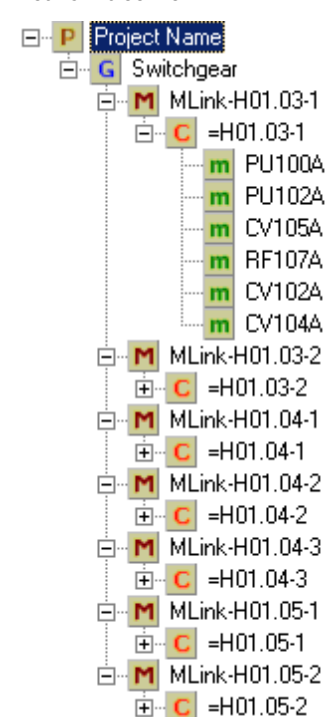 P Project Name
G Switchgear
M MLink-H01.03-1
C =H01.03-1
m PU100A
m PU102A
m CV105A
m RF107A
m CV102A
m CV104A
M MLink-H01.03-2
C =H01.03-2
M MLink-H01.04-1
C =H01.04-1
M MLink-H01.04-2
C =H01.04-2
M MLink-H01.04-3
C =H01.04-3
M MLink-H01.05-1
C =H01.05-1
M MLink-H01.05-2
C =H01.05-2